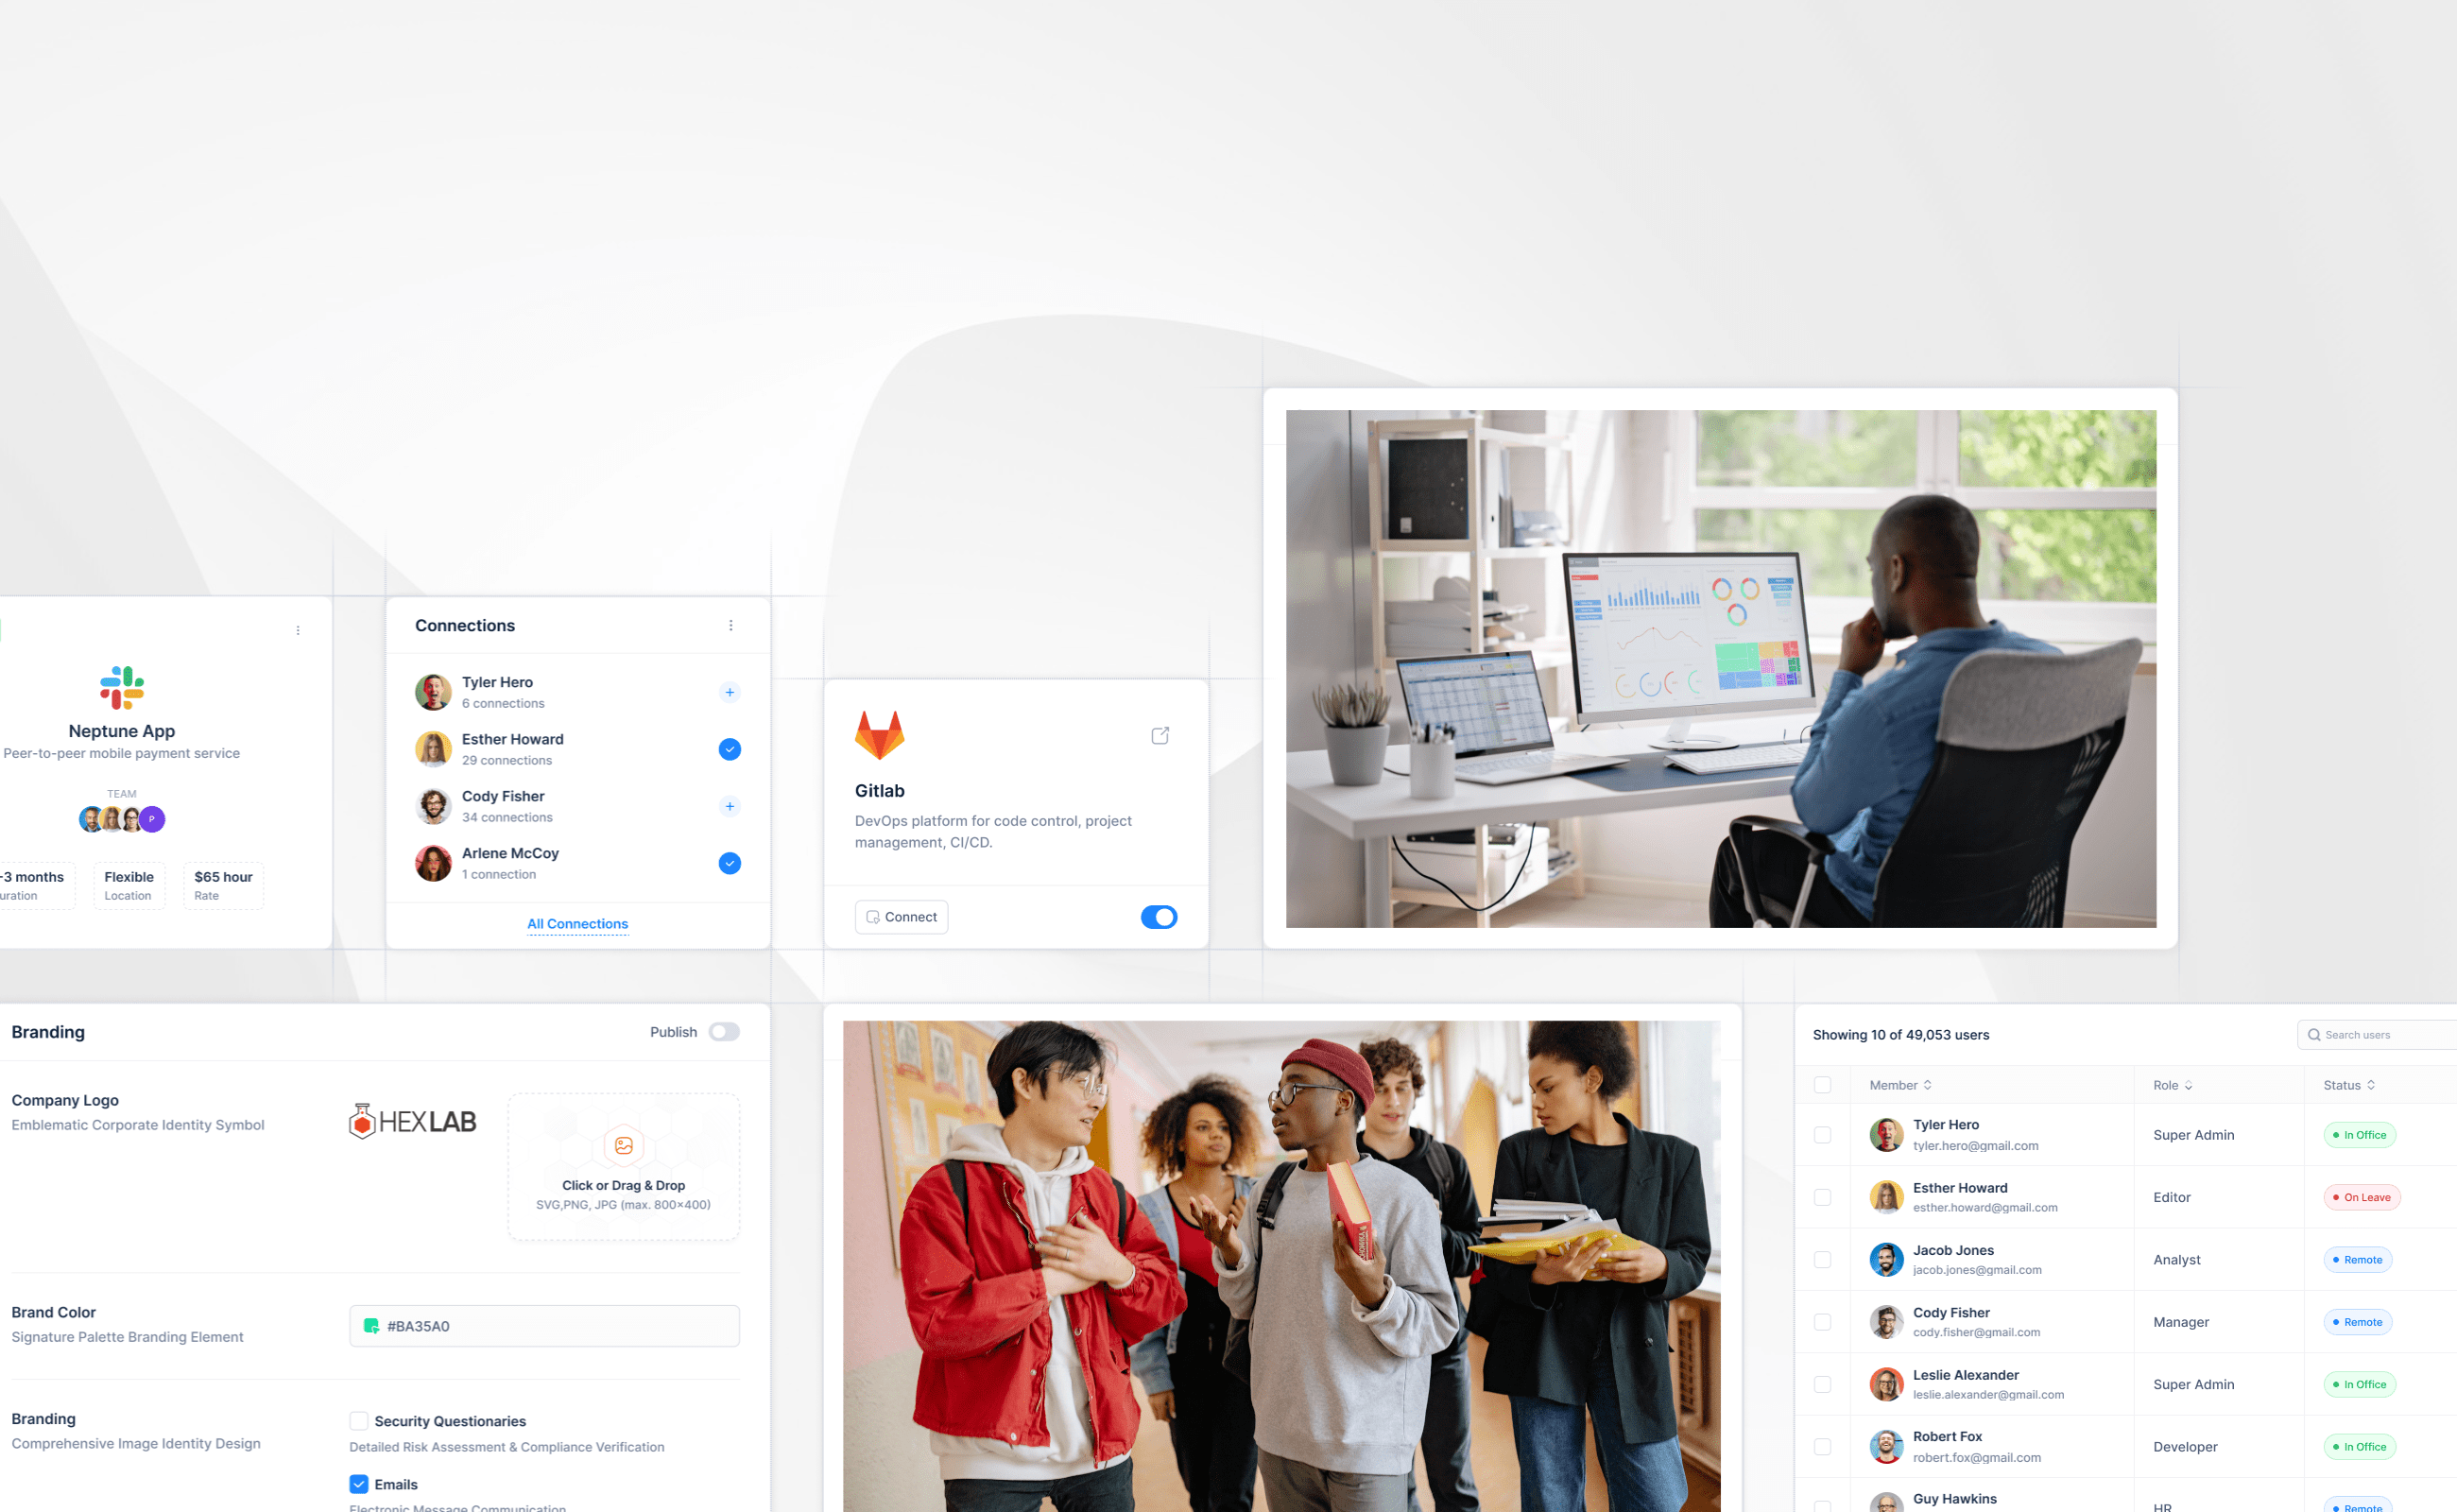 Neptune App
Peer-to-peer mobile payment service
TEAM
P
-3 months
Flexible
Location
$65 hour
Rate
Connections
Tyler Hero
6 connections
Esther Howard
29 connections
Cody Fisher
34 connections
Arlene McCoy
1 connection
All Connections
Gitlab
DevOps platform for code control, project
management, CI/CD.
Connect
Branding
Publish
Company Logo
Emblematic Corporate Identity Symbol
HEXLAB
Click or Drag & Drop
SVG,PNG, JPG (max. 800×400)
Brand Color
Signature Palette Branding Element
#BA35A0
Branding
Comprehensive Image Identity Design
Security Questionaries
Detailed Risk Assessment & Compliance Verification
Emails
Electronic Message Communication
Showing 10 of 49,053 users
Search users
Member
Role
Status
Tyler Hero
tyler.hero@gmail.com
Super Admin
In Office
Esther Howard
esther.howard@gmail.com
Editor
On Leave
Jacob Jones
jacob.jones@gmail.com
Analyst
Remote
Cody Fisher
cody.fisher@gmail.com
Manager
Remote
Leslie Alexander
leslie.alexander@gmail.com
Super Admin
In Office
Robert Fox
robert.fox@gmail.com
Developer
In Office
Guy Hawkins
HR
Remote